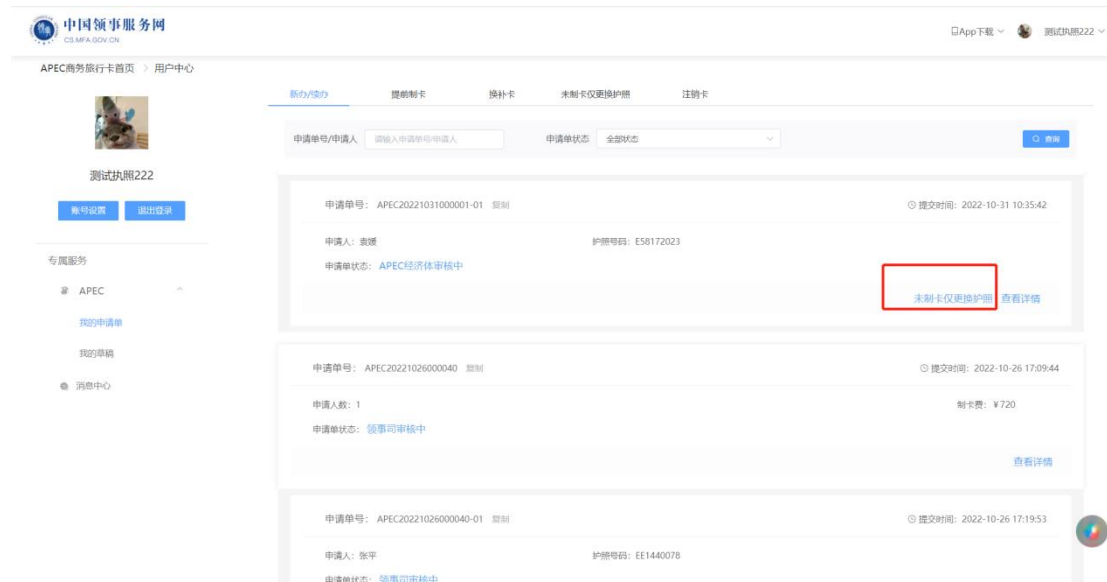 中国领事服务网
CS.MFA.GOV.CN
App下载 测试执照222
APEC商务旅行卡首页 > 用户中心
新办/续办 提前制卡 换补卡 未制卡仅更换护照 注销卡
申请单号/申请人 请输入申请单号/申请人 申请单状态 全部状态 查询
测试执照222
账号设置 退出登录
专属服务
APEC
我的申请单
我的草稿
消息中心
申请单号: APEC20221031000001-01 复制 提交时间: 2022-10-31 10:35:42
申请人: 袁媛 护照号码: E58172023
申请单状态: APEC经济体审核中
未制卡仅更换护照 查看详情
申请单号: APEC20221026000040 复制 提交时间: 2022-10-26 17:09:44
申请人数: 1 制卡费: ¥720
申请单状态: 领事司审核中
查看详情
申请单号: APEC20221026000040-01 复制 提交时间: 2022-10-26 17:19:53
申请人: 张平 护照号码: EE1440078
申请单状态: 领事司审核中